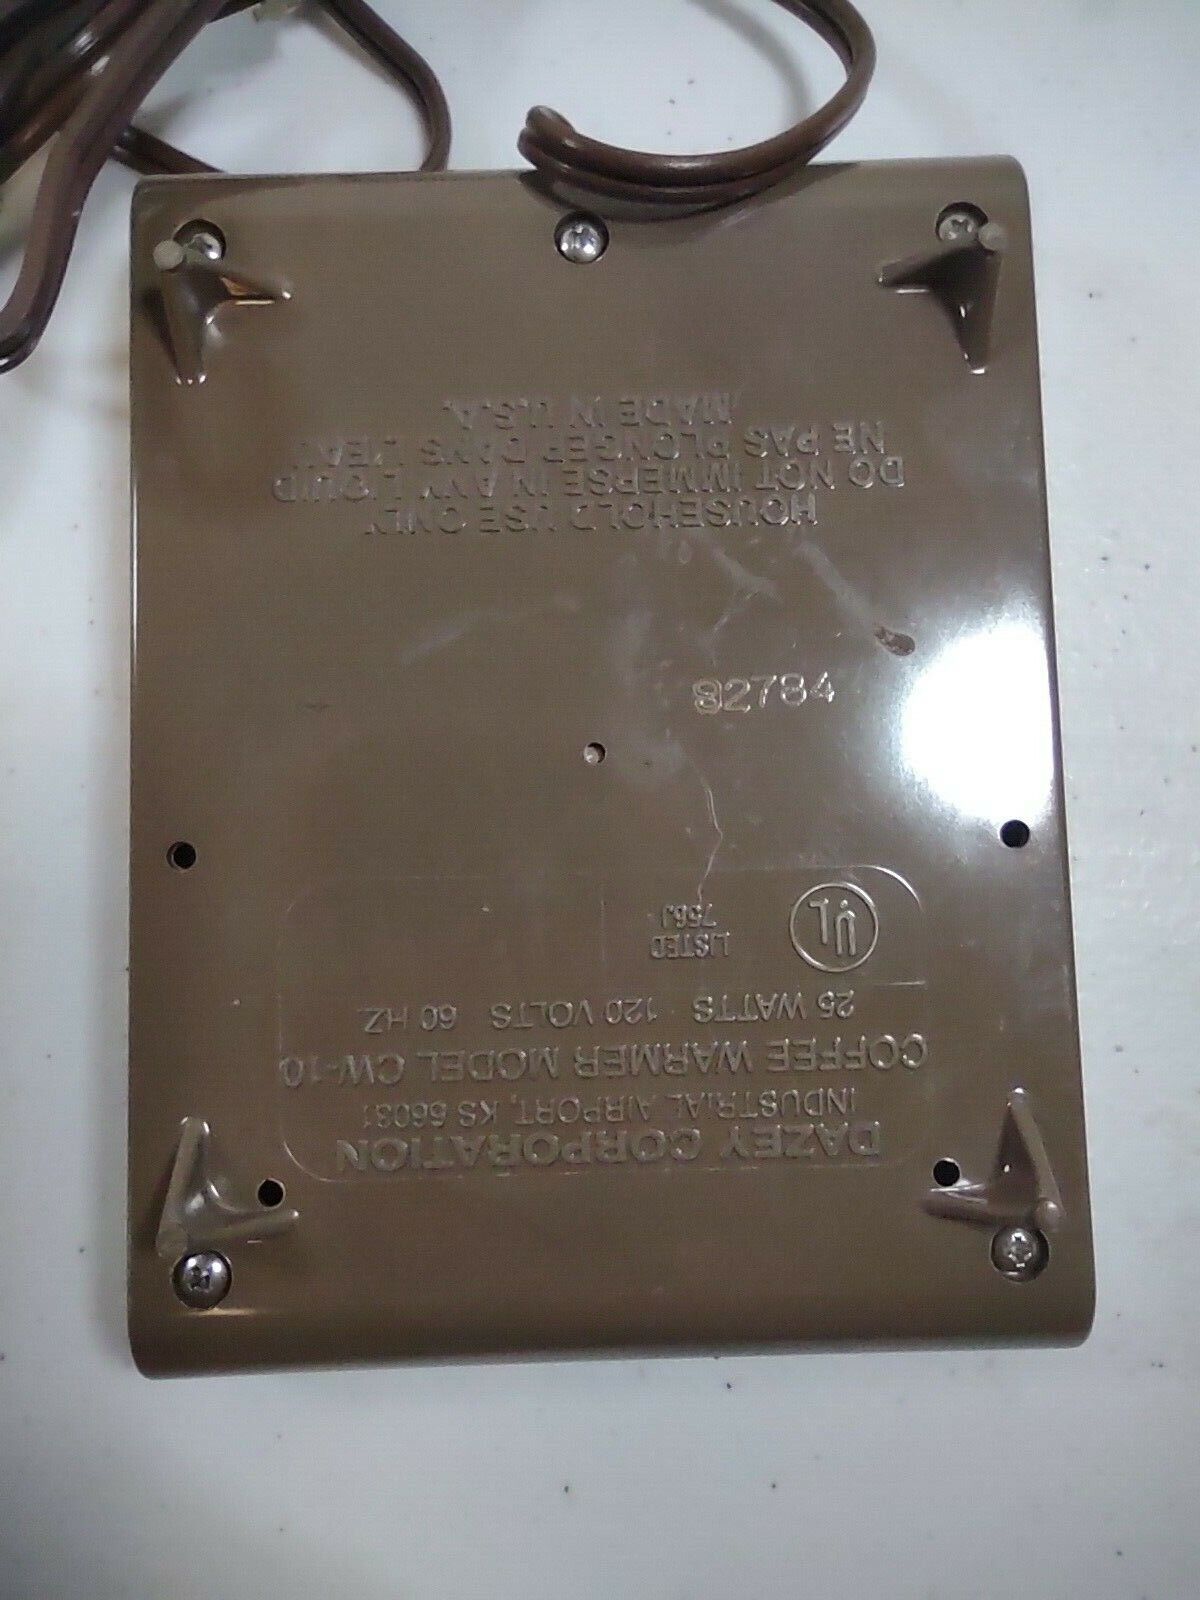 DAZEY CORPORATION
INDUSTRIAL AIRPORT, KS 66031
COFFEE WARMER MODEL CW-10
25 WATTS 120 VOLTS 60 HZ.
UL
LISTED
756J
82784
HOUSEHOLD USE ONLY
DO NOT IMMERSE IN ANY LIQUID
NE PAS PLONGER DANS L'EAU
MADE IN U.S.A.